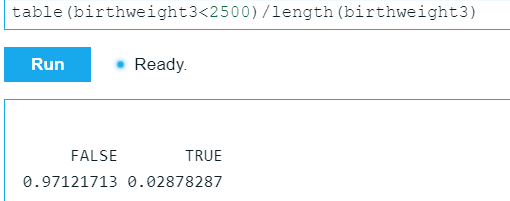 table(birthweight3<2500)/length(birthweight3)
Run
Ready.
FALSE TRUE
0.97121713 0.02878287